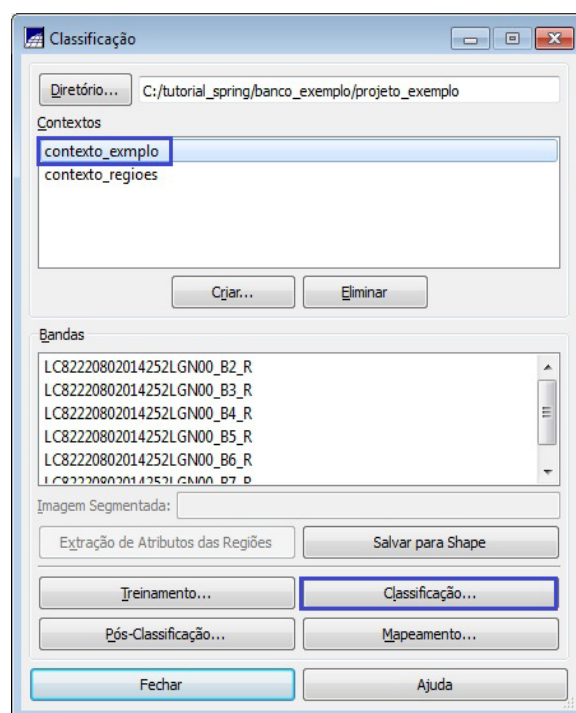 Classificação
Diretório... C:/tutorial_spring/banco_exemplo/projeto_exemplo
Contextos
contexto_exmplo
contexto_regioes
Criar... Eliminar
Bandas
LC82220802014252LGN00_B2_R
LC82220802014252LGN00_B3_R
LC82220802014252LGN00_B4_R
LC82220802014252LGN00_B5_R
LC82220802014252LGN00_B6_R
LC82220802014252LGN00_B7_R
Imagem Segmentada:
Extração de Atributos das Regiões Salvar para Shape
Treinamento... Classificação...
Pós-Classificação... Mapeamento...
Fechar Ajuda